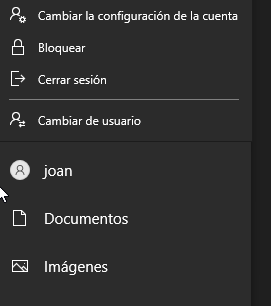 Cambiar la configuración de la cuenta
Bloquear
Cerrar sesión
Cambiar de usuario
joan
Documentos
Imágenes